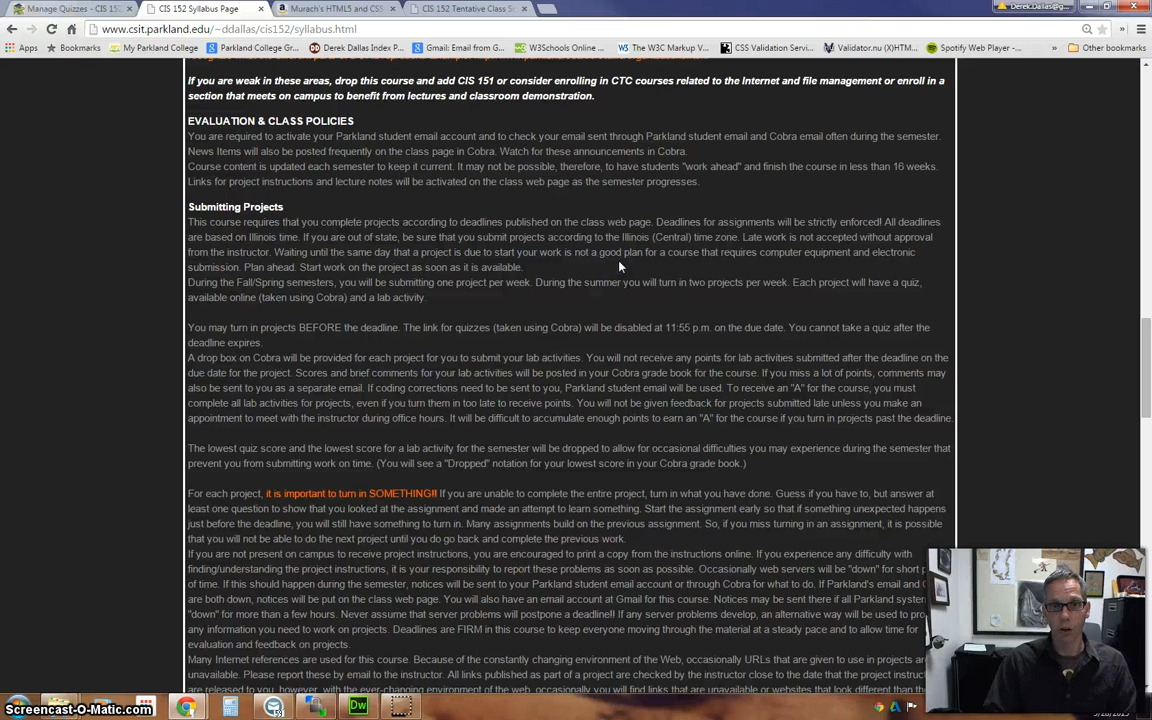 Manage Quizzes - CIS 152
CIS 152 Syllabus Page
Murach's HTML5 and CSS
CIS 152 Tentative Class S
Derek.Dallas@g
www.csit.parkland.edu/~ddallas/cis152/syllabus.html
Apps Bookmarks My Parkland College Parkland College Gr Derek Dallas Index P Gmail: Email from G W3Schools Online The W3C Markup V CSS Validation Servi Validator.nu (X)HTM Spotify Web Player - Other bookmarks
If you are weak in these areas, drop this course and add CIS 151 or consider enrolling in CTC courses related to the Internet and file management or enroll in a
section that meets on campus to benefit from lectures and classroom demonstration.
EVALUATION & CLASS POLICIES
You are required to activate your Parkland student email account and to check your email sent through Parkland student email and Cobra email often during the semester.
News Items will also be posted frequently on the class page in Cobra. Watch for these announcements in Cobra.
Course content is updated each semester to keep it current. It may not be possible, therefore, to have students "work ahead" and finish the course in less than 16 weeks.
Links for project instructions and lecture notes will be activated on the class web page as the semester progresses.
Submitting Projects
This course requires that you complete projects according to deadlines published on the class web page. Deadlines for assignments will be strictly enforced! All deadlines
are based on Illinois time. If you are out of state, be sure that you submit projects according to the Illinois (Central) time zone. Late work is not accepted without approval
from the instructor. Waiting until the same day that a project is due to start your work is not a good plan for a course that requires computer equipment and electronic
submission. Plan ahead. Start work on the project as soon as it is available.
During the Fall/Spring semesters, you will be submitting one project per week. During the summer you will turn in two projects per week. Each project will have a quiz,
available online (taken using Cobra) and a lab activity.
You may turn in projects BEFORE the deadline. The link for quizzes (taken using Cobra) will be disabled at 11:55 p.m. on the due date. You cannot take a quiz after the
deadline expires.
A drop box on Cobra will be provided for each project for you to submit your lab activities. You will not receive any points for lab activities submitted after the deadline on the
due date for the project. Scores and brief comments for your lab activities will be posted in your Cobra grade book for the course. If you miss a lot of points, comments may
also be sent to you as a separate email. If coding corrections need to be sent to you, Parkland student email will be used. To receive an "A" for the course, you must
complete all lab activities for projects, even if you turn them in too late to receive points. You will not be given feedback for projects submitted late unless you make an
appointment to meet with the instructor during office hours. It will be difficult to accumulate enough points to earn an "A" for the course if you turn in projects past the deadline.
The lowest quiz score and the lowest score for a lab activity for the semester will be dropped to allow for occasional difficulties you may experience during the semester that
prevent you from submitting work on time. (You will see a "Dropped" notation for your lowest score in your Cobra grade book.)
For each project, it is important to turn in SOMETHING!! If you are unable to complete the entire project, turn in what you have done. Guess if you have to, but answer at
least one question to show that you looked at the assignment and made an attempt to learn something. Start the assignment early so that if something unexpected happens
just before the deadline, you will still have something to turn in. Many assignments build on the previous assignment. So, if you miss turning in an assignment, it is possible
that you will not be able to do the next project until you do go back and complete the previous work.
If you are not present on campus to receive project instructions, you are encouraged to print a copy from the instructions online. If you experience any difficulty with
finding/understanding the project instructions, it is your responsibility to report these problems as soon as possible. Occasionally web servers will be "down" for short p
of time. If this should happen during the semester, notices will be sent to your Parkland student email account or through Cobra for what to do. If Parkland's email and C
are both down, notices will be put on the class web page. You will also have an email account at Gmail for this course. Notices may be sent there if all Parkland system
"down" for more than a few hours. Never assume that server problems will postpone a deadline!! If any server problems develop, an alternative way will be used to pro
any information you need to work on projects. Deadlines are FIRM in this course to keep everyone moving through the material at a steady pace and to allow time for
evaluation and feedback on projects.
Many Internet references are used for this course. Because of the constantly changing environment of the Web, occasionally URLs that are given to use in projects ar
unavailable. Please report these by email to the instructor. All links published as part of a project are checked by the instructor close to the date that the project instruc
are released to you, however, with the ever-changing environment of the web, occasionally you will find links that are unavailable or websites that look different than the
Screencast-O-Matic.com
Dw